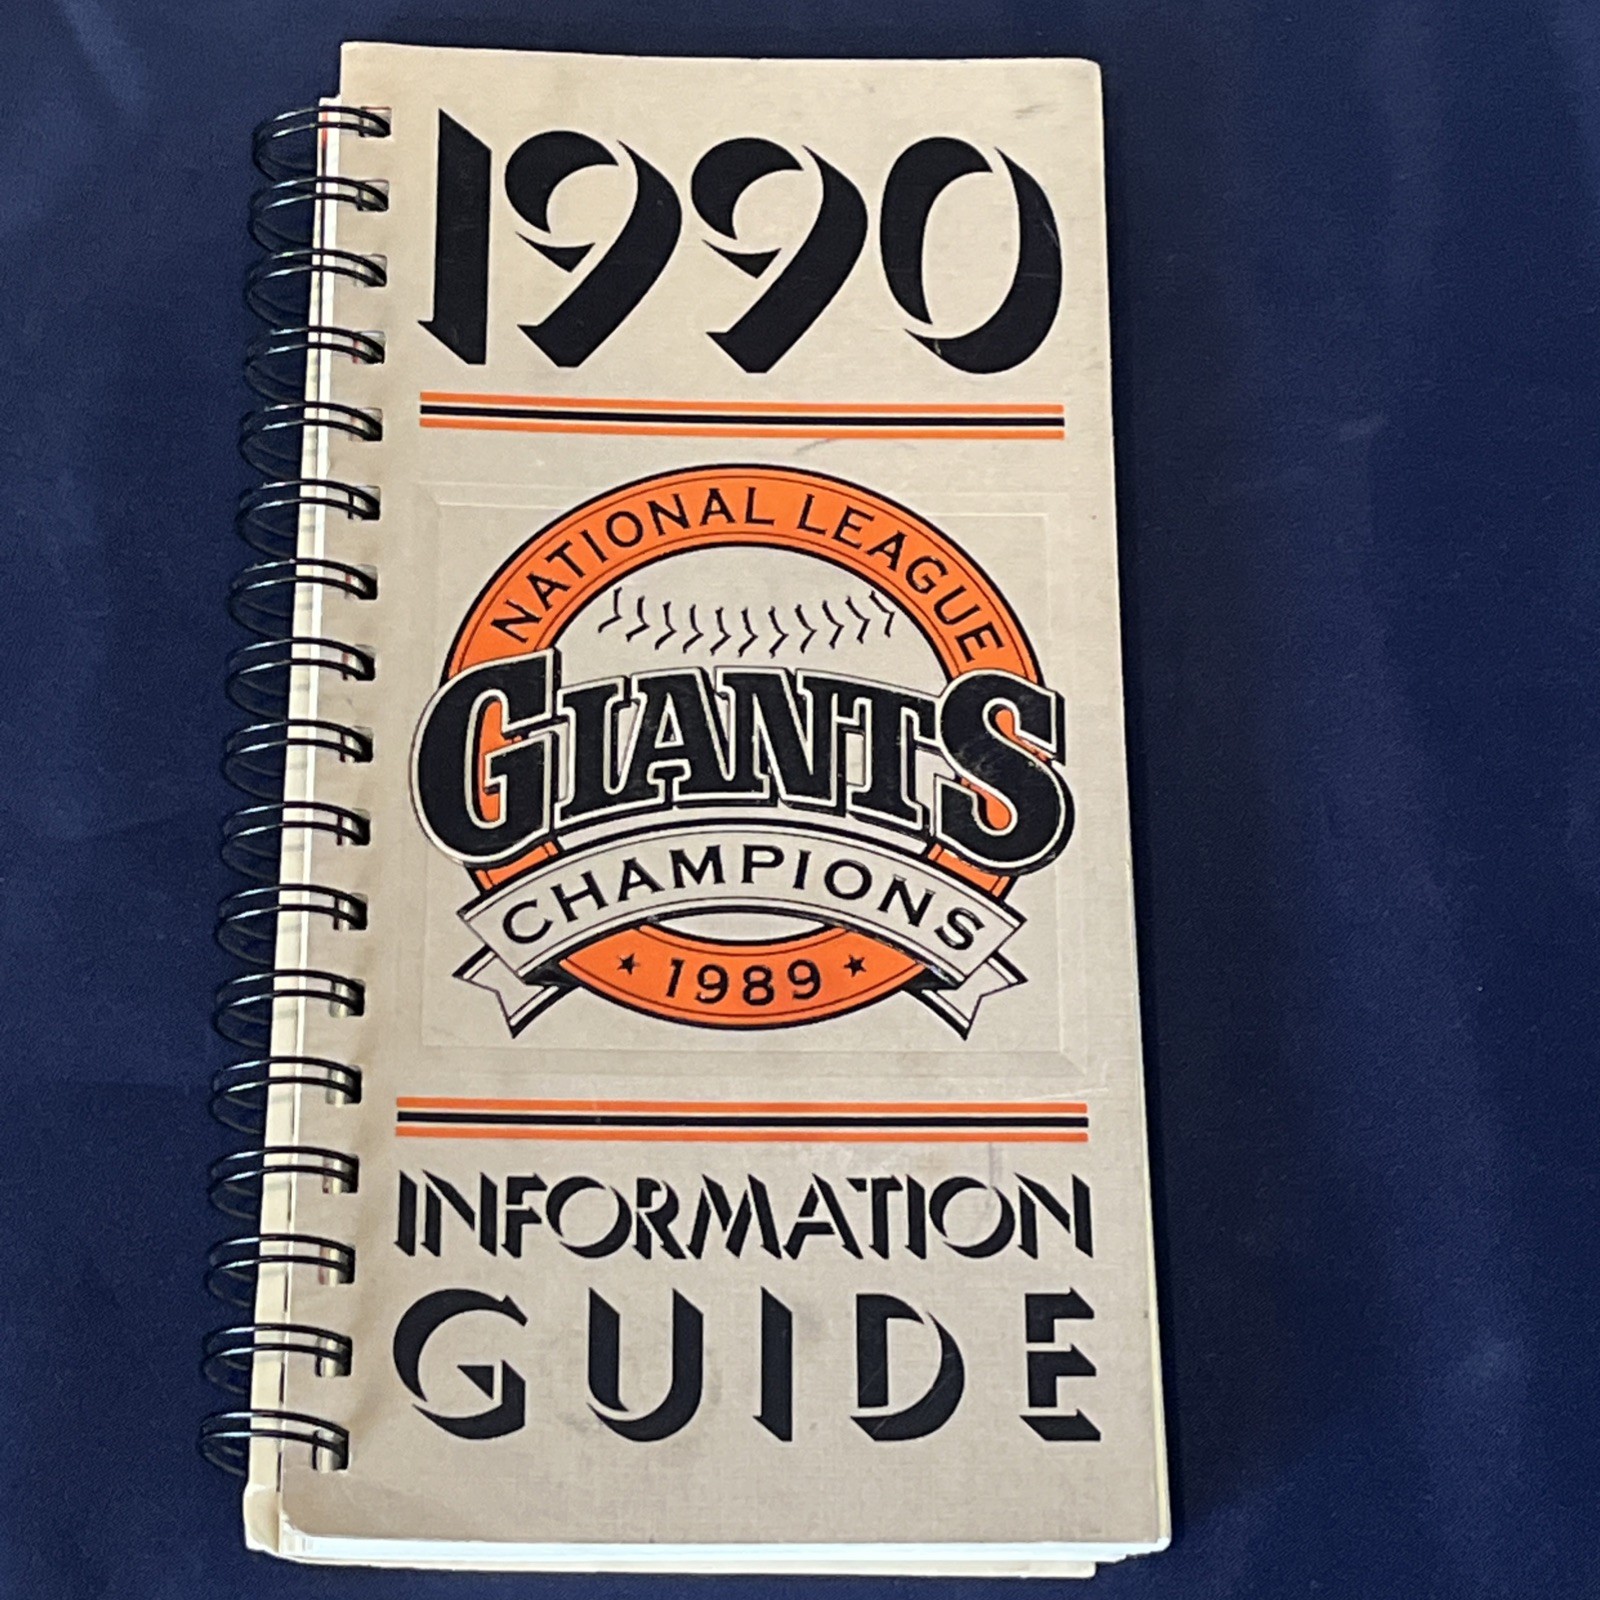 1990
NATIONAL LEAGUE
GIANTS
CHAMPIONS
★ 1989 ★
INFORMATION
GUIDE